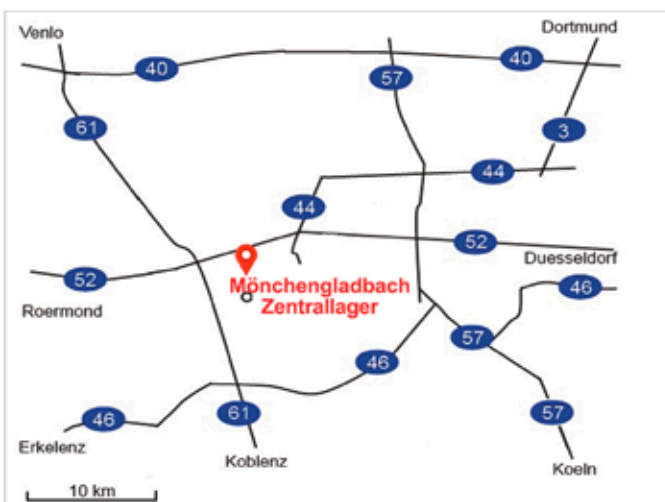 Venlo
Dortmund
40
57
40
61
3
44
44
52
52
Duesseldorf
Mönchengladbach
Zentrallager
Roermond
46
57
46
46
61
57
Erkelenz
Koblenz
Koeln
10 km